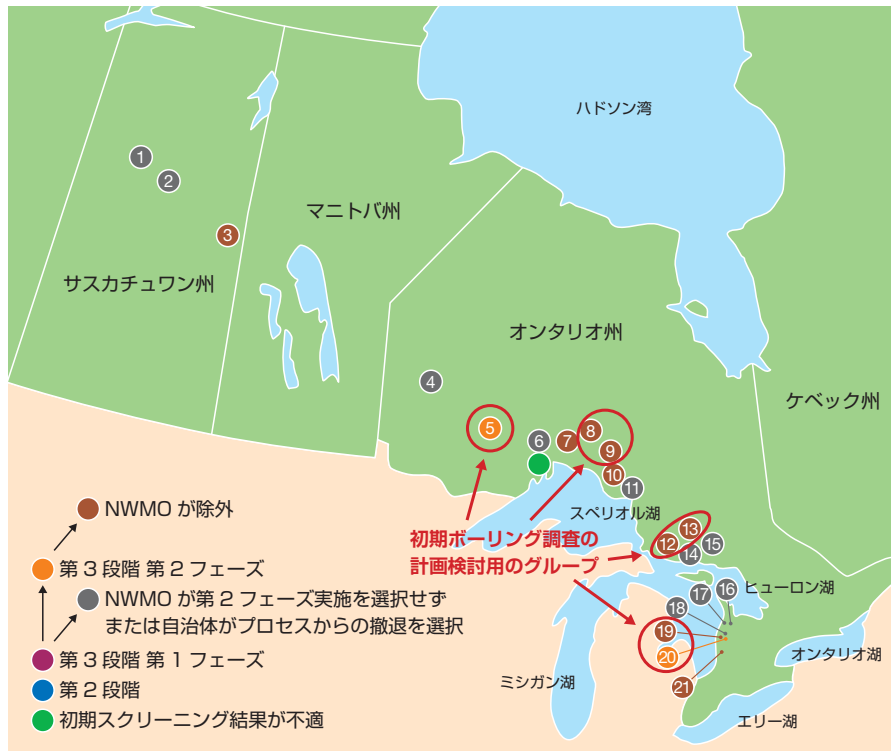 ハドソン湾
1
2
マニトバ州
3
サスカチュワン州
オンタリオ州
4
ケベック州
5
6
7
8
9
10
11
NWMO が除外
スペリオル湖
初期ボーリング調査の
計画検討用のグループ
12
13
14
15
第 3 段階 第 2 フェーズ
NWMO が第 2 フェーズ実施を選択せず
または自治体がプロセスからの撤退を選択
16
17
18
ヒューロン湖
19
20
21
第 3 段階 第 1 フェーズ
オンタリオ湖
ミシガン湖
第 2 段階
初期スクリーニング結果が不適
エリー湖